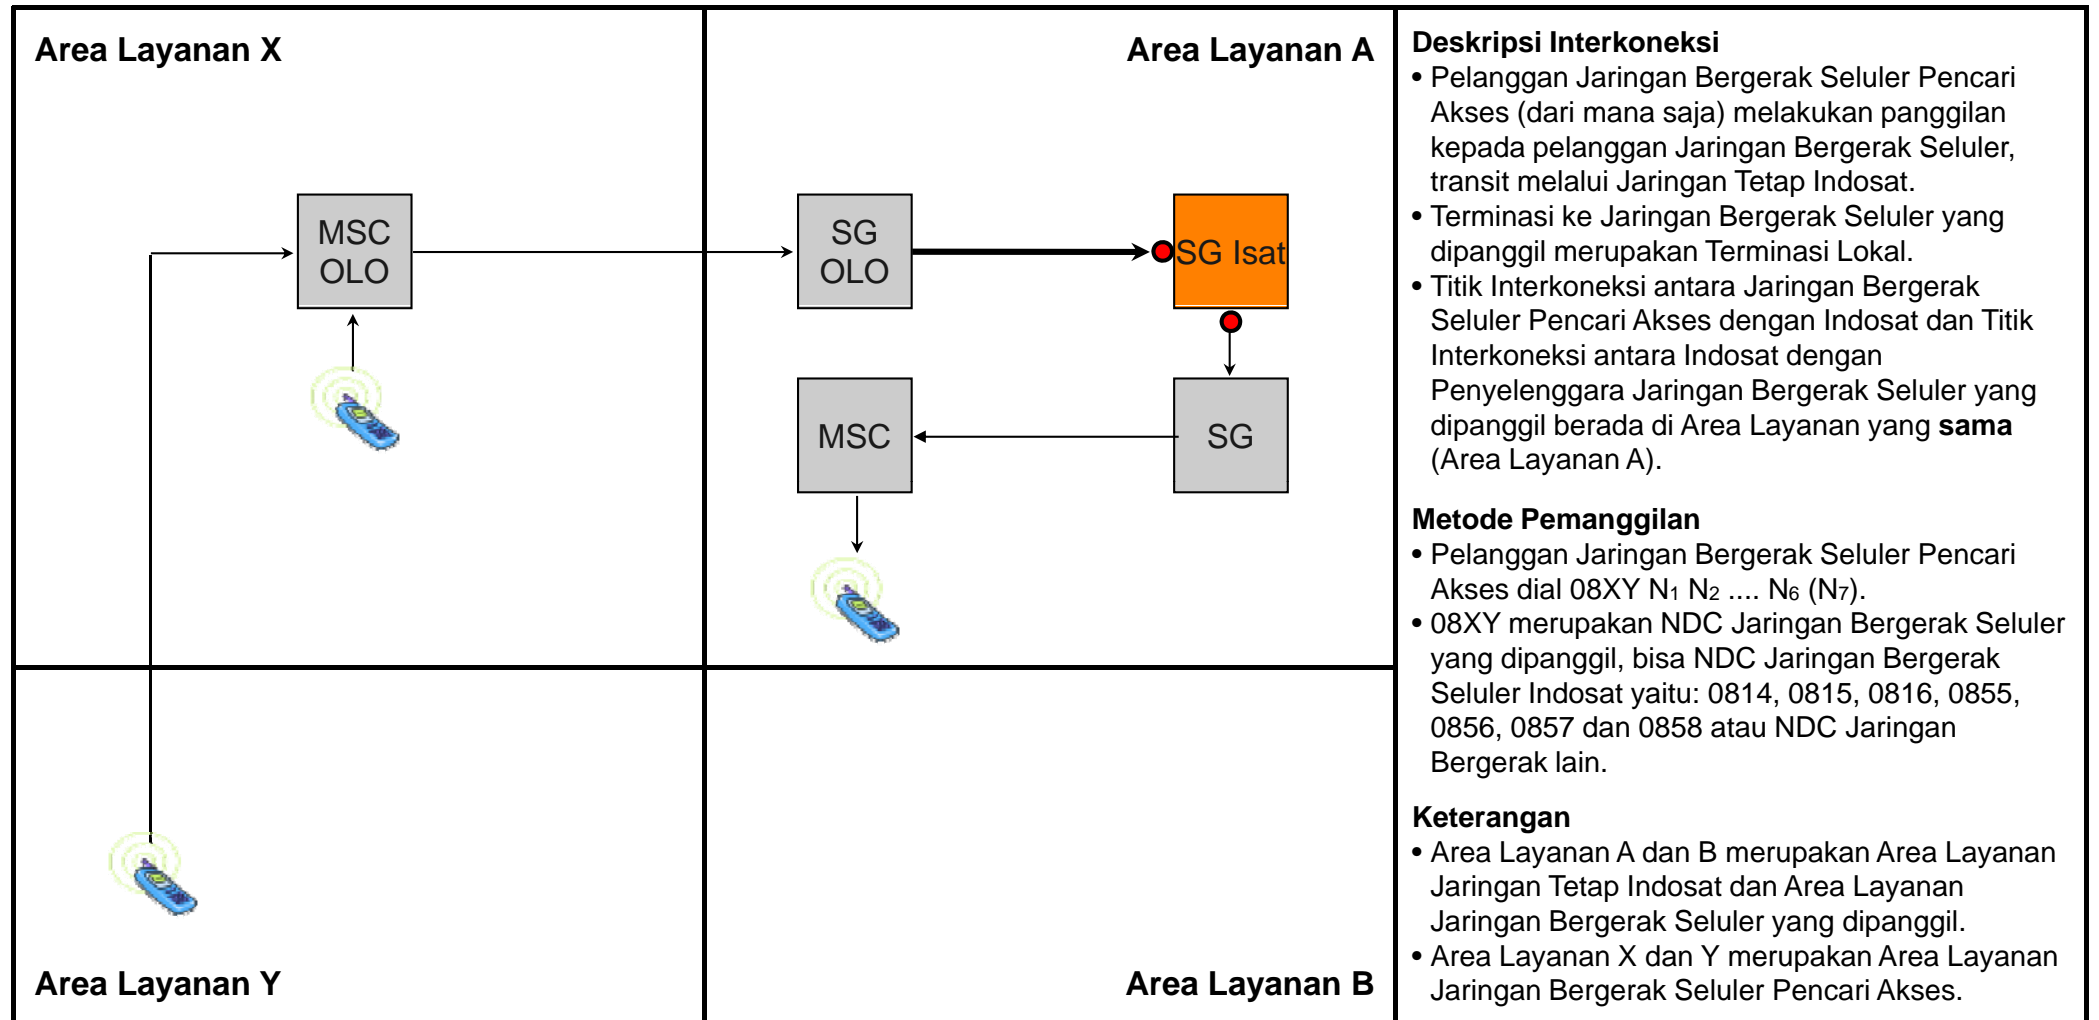 Area Layanan X
Area Layanan A
MSC
OLO
SG
OLO
SG Isat
MSC
SG
Area Layanan Y
Area Layanan B
Deskripsi Interkoneksi
• Pelanggan Jaringan Bergerak Seluler Pencari
Akses (dari mana saja) melakukan panggilan
kepada pelanggan Jaringan Bergerak Seluler,
transit melalui Jaringan Tetap Indosat.
• Terminasi ke Jaringan Bergerak Seluler yang
dipanggil merupakan Terminasi Lokal.
• Titik Interkoneksi antara Jaringan Bergerak
Seluler Pencari Akses dengan Indosat dan Titik
Interkoneksi antara Indosat dengan
Penyelenggara Jaringan Bergerak Seluler yang
dipanggil berada di Area Layanan yang sama
(Area Layanan A).
Metode Pemanggilan
• Pelanggan Jaringan Bergerak Seluler Pencari
Akses dial 08XY N₁ N₂ .... N₆ (N₇).
• 08XY merupakan NDC Jaringan Bergerak Seluler
yang dipanggil, bisa NDC Jaringan Bergerak
Seluler Indosat yaitu: 0814, 0815, 0816, 0855,
0856, 0857 dan 0858 atau NDC Jaringan
Bergerak lain.
Keterangan
• Area Layanan A dan B merupakan Area Layanan
Jaringan Tetap Indosat dan Area Layanan
Jaringan Bergerak Seluler yang dipanggil.
• Area Layanan X dan Y merupakan Area Layanan
Jaringan Bergerak Seluler Pencari Akses.